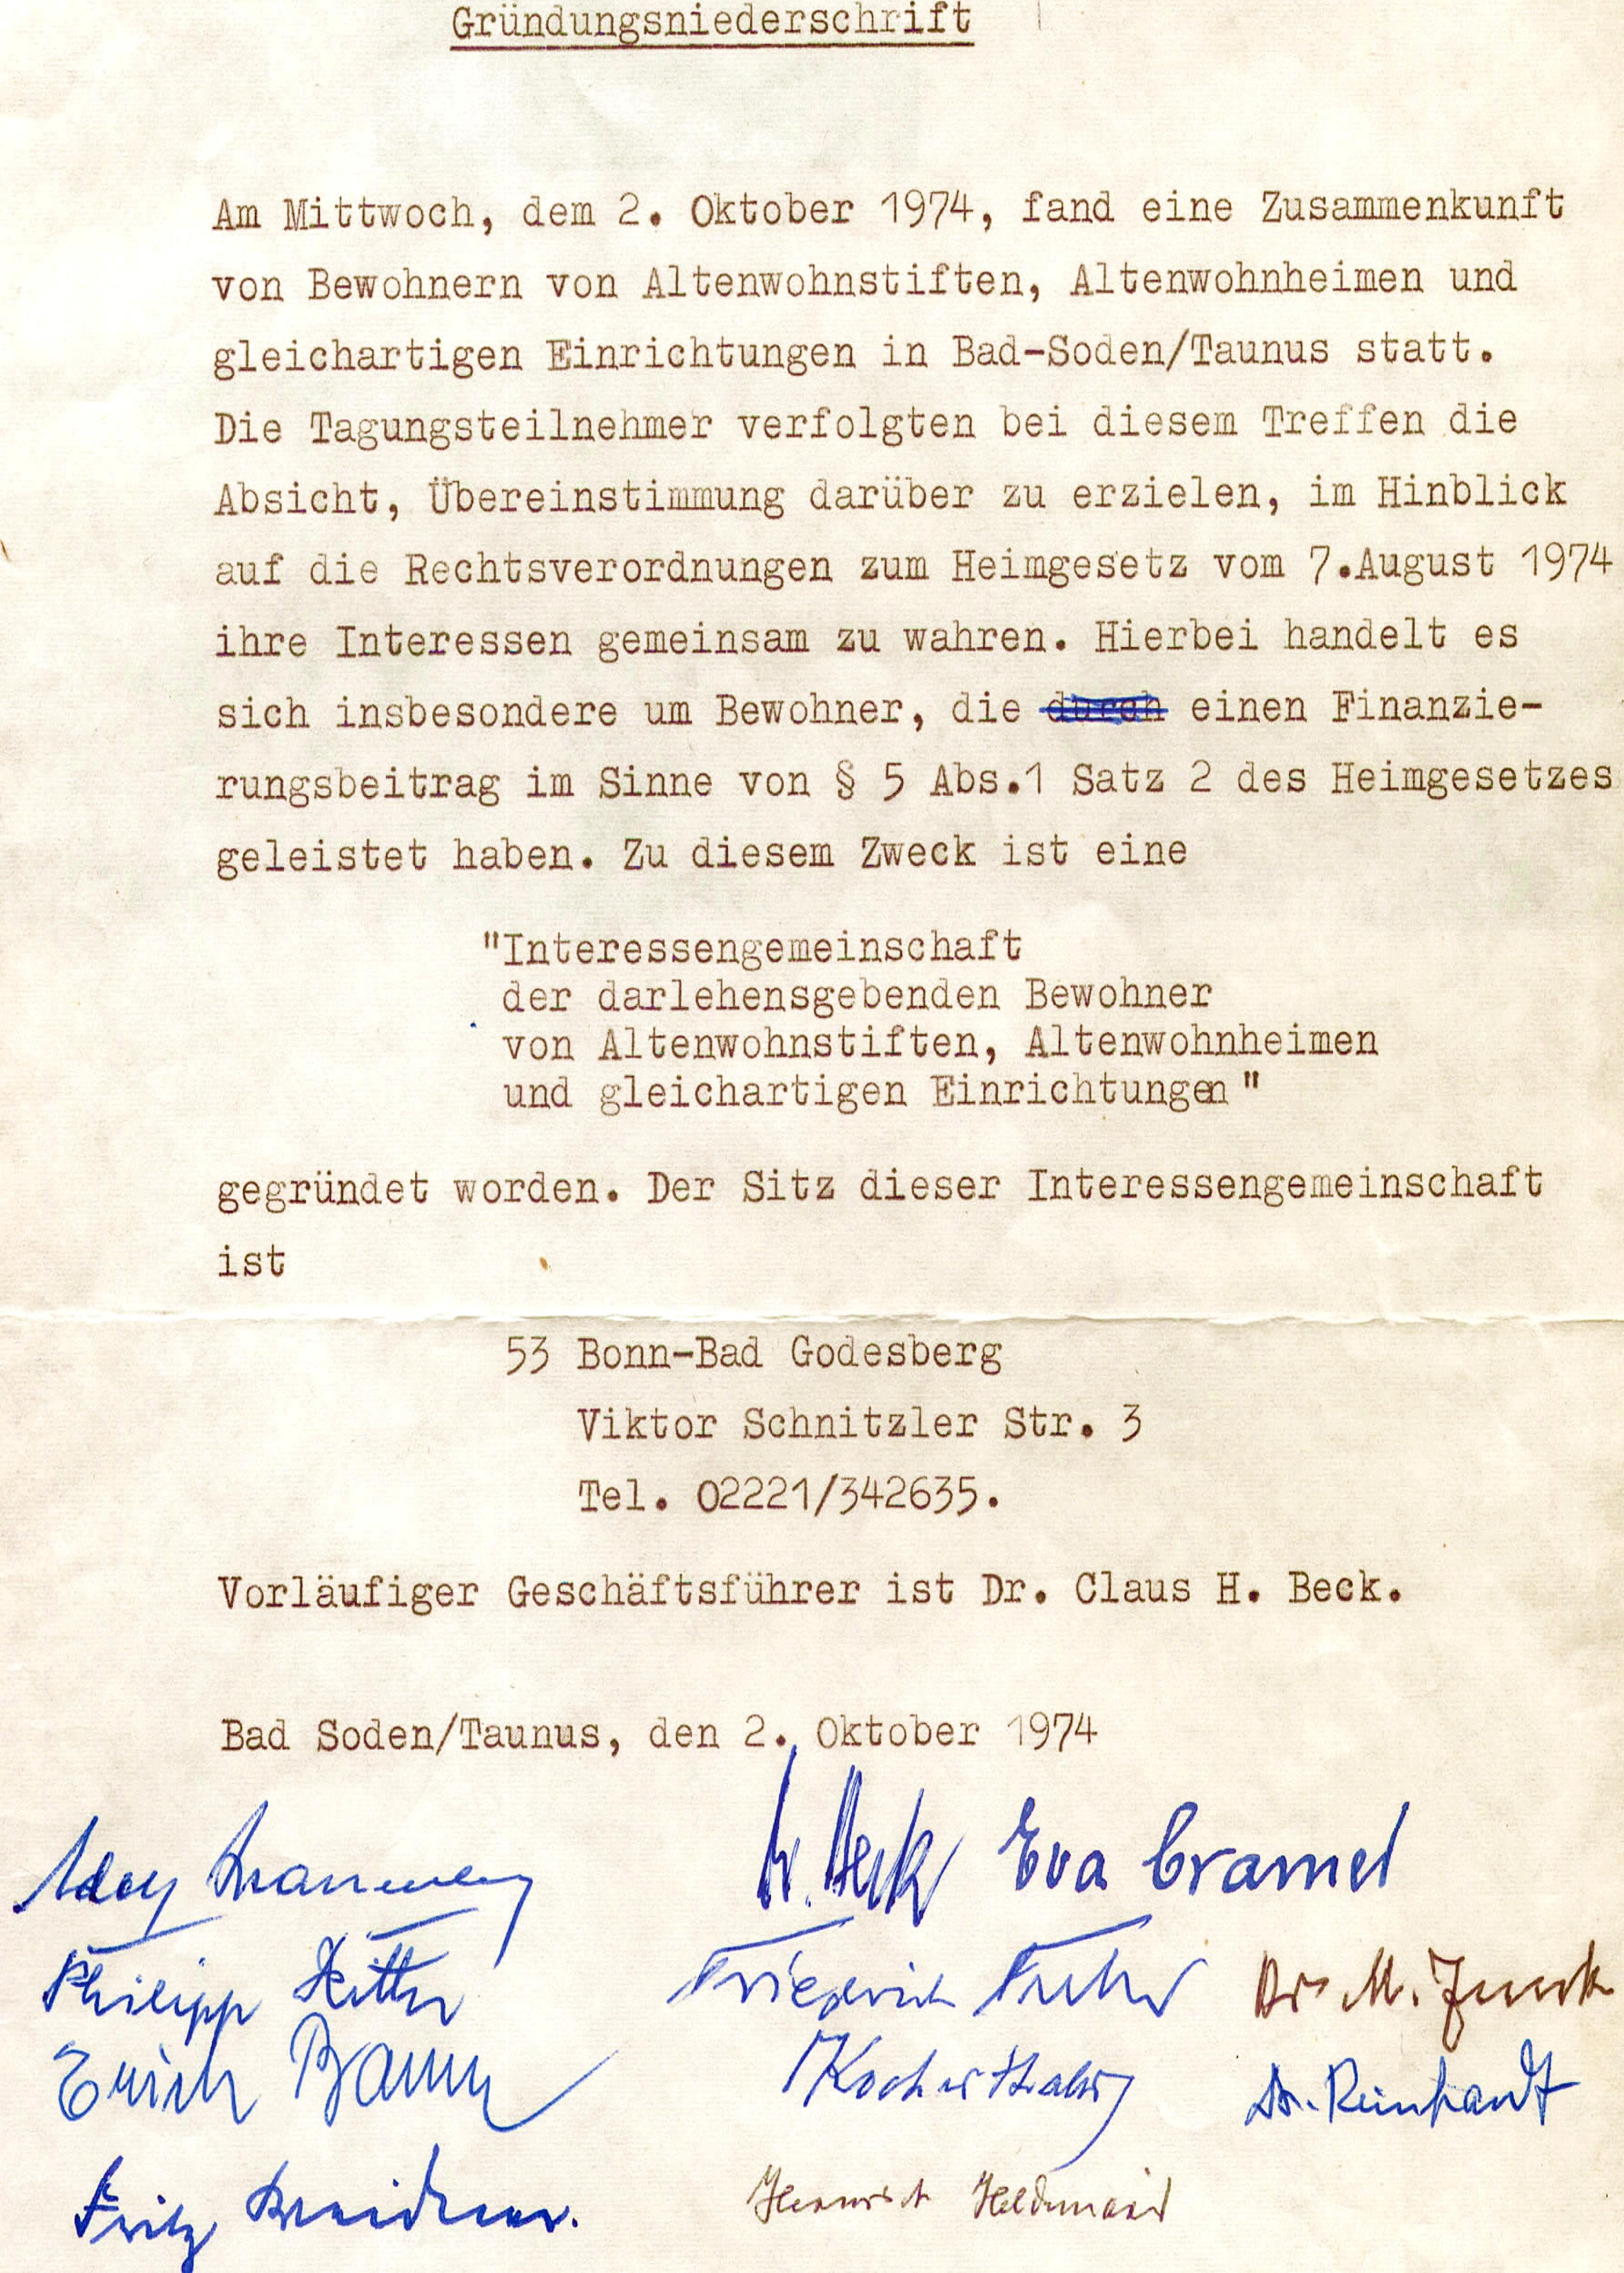 Gründungsniederschrift
Am Mittwoch, dem 2. Oktober 1974, fand eine Zusammenkunft
von Bewohnern von Altenwohnstiften, Altenwohnheimen und
gleichartigen Einrichtungen in Bad-Soden/Taunus statt.
Die Tagungsteilnehmer verfolgten bei diesem Treffen die
Absicht, Übereinstimmung darüber zu erzielen, im Hinblick
auf die Rechtsverordnungen zum Heimgesetz vom 7.August 1974
ihre Interessen gemeinsam zu wahren. Hierbei handelt es
sich insbesondere um Bewohner, die durch einen Finanzie-
rungsbeitrag im Sinne von § 5 Abs.1 Satz 2 des Heimgesetzes
geleistet haben. Zu diesem Zweck ist eine
"Interessengemeinschaft
der darlehensgebenden Bewohner
von Altenwohnstiften, Altenwohnheimen
und gleichartigen Einrichtungen"
gegründet worden. Der Sitz dieser Interessengemeinschaft
ist
53 Bonn-Bad Godesberg
Viktor Schnitzler Str. 3
Tel. 02221/342635.
Vorläufiger Geschäftsführer ist Dr. Claus H. Beck.
Bad Soden/Taunus, den 2. Oktober 1974
Beck Eva
Philipp
Friedrich
Dr M.
Erich
Dr. Reinhardt
Fritz
Heinrich